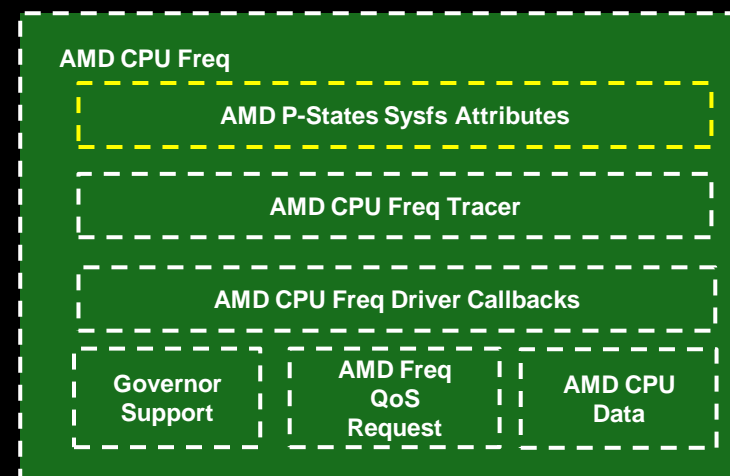 AMD CPU Freq
AMD P-States Sysfs Attributes
AMD CPU Freq Tracer
AMD CPU Freq Driver Callbacks
Governor
Support
AMD Freq
QoS
Request
AMD CPU
Data